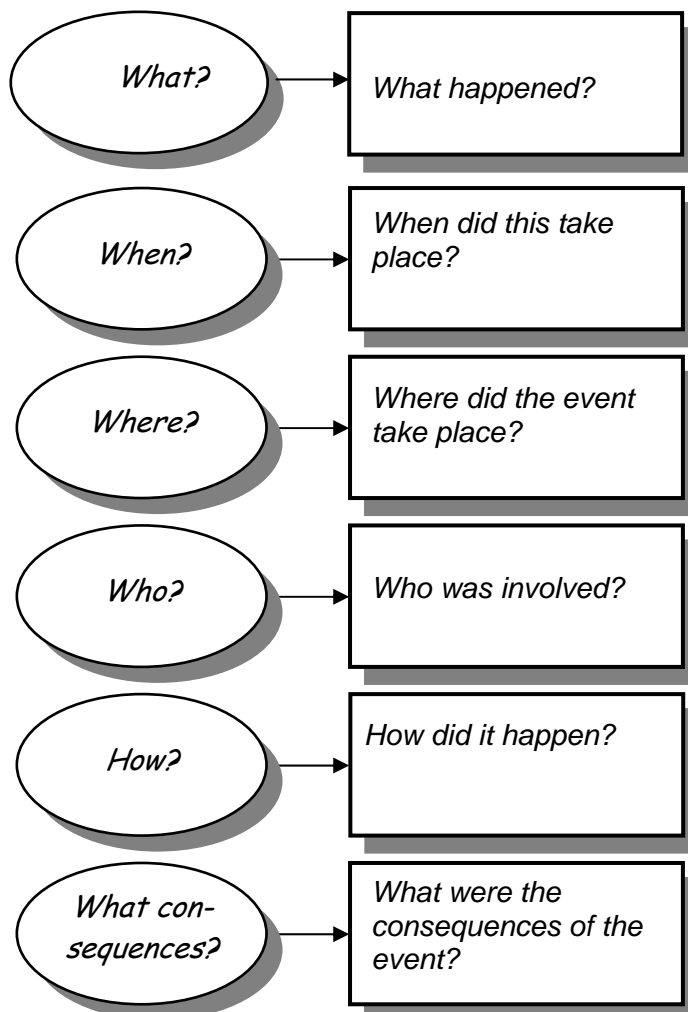 What?
What happened?
When?
When did this take
place?
Where?
Where did the event
take place?
Who?
Who was involved?
How?
How did it happen?
What con-
sequences?
What were the
consequences of the
event?